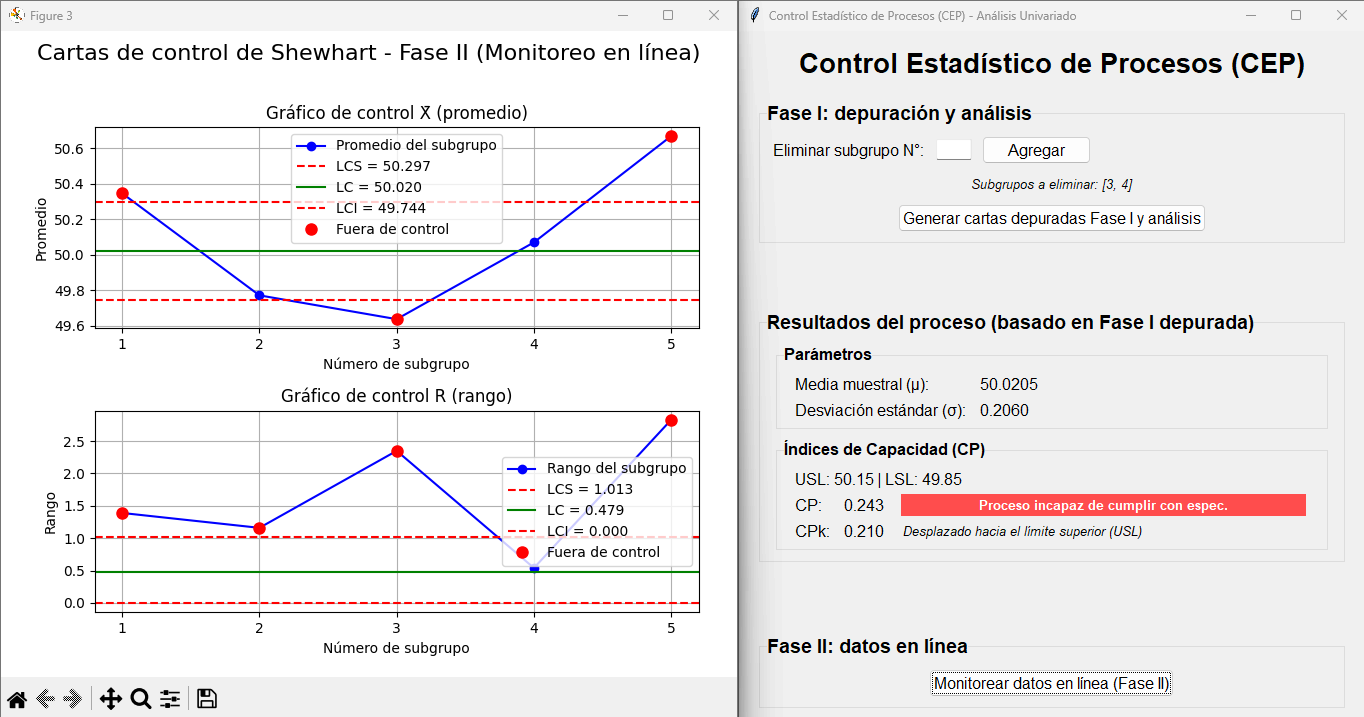 Figure 3
Cartas de control de Shewhart - Fase II (Monitoreo en línea)
Gráfico de control X̄ (promedio)
Promedio
50.6
50.4
50.2
50.0
49.8
49.6
Promedio del subgrupo
LCS = 50.297
LC = 50.020
LCI = 49.744
Fuera de control
1 2 3 4 5
Número de subgrupo
Gráfico de control R (rango)
Rango
2.5
2.0
1.5
1.0
0.5
0.0
Rango del subgrupo
LCS = 1.013
LC = 0.479
LCI = 0.000
Fuera de control
1 2 3 4 5
Número de subgrupo
Control Estadístico de Procesos (CEP) - Análisis Univariado
Control Estadístico de Procesos (CEP)
Fase I: depuración y análisis
Eliminar subgrupo N°: Agregar
Subgrupos a eliminar: [3, 4]
Generar cartas depuradas Fase I y análisis
Resultados del proceso (basado en Fase I depurada)
Parámetros
Media muestral (μ): 50.0205
Desviación estándar (σ): 0.2060
Índices de Capacidad (CP)
USL: 50.15 | LSL: 49.85
CP: 0.243 Proceso incapaz de cumplir con espec.
CPk: 0.210 Desplazado hacia el límite superior (USL)
Fase II: datos en línea
Monitorear datos en línea (Fase II)